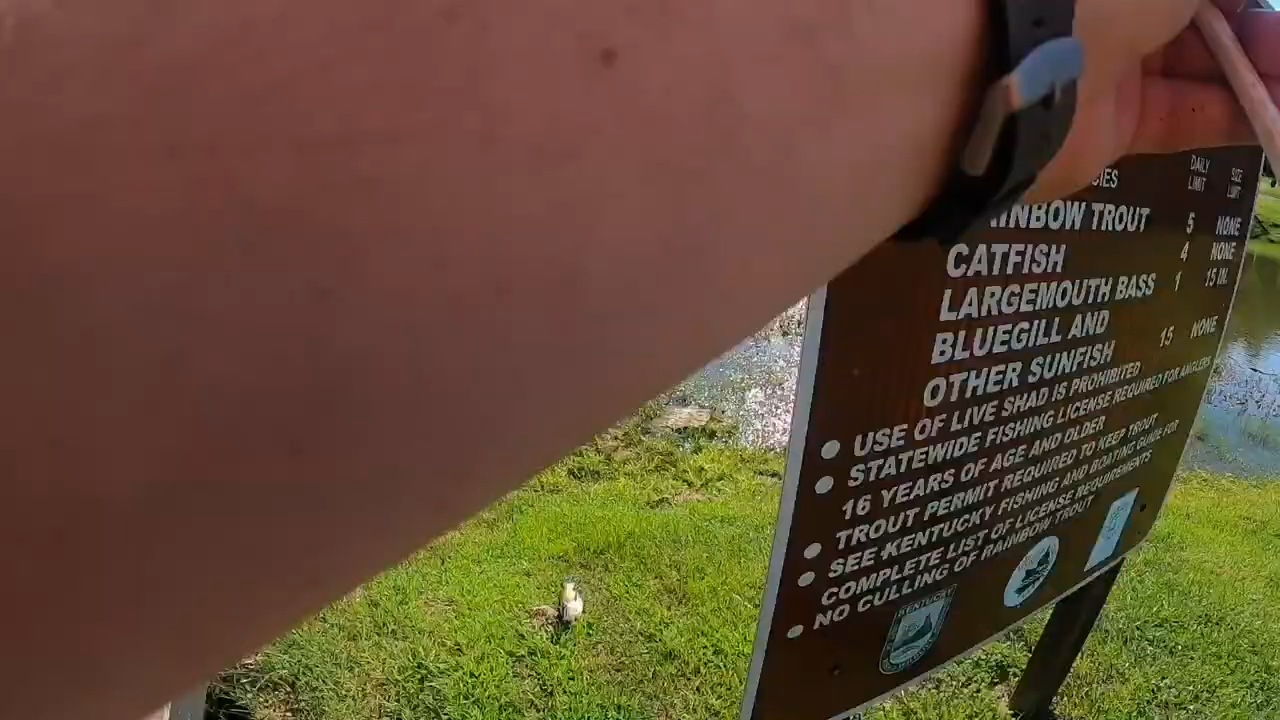 DAILY LIMIT SIZE LIMIT
RAINBOW TROUT 5 NONE
CATFISH 4 NONE
LARGEMOUTH BASS 1 15 IN.
BLUEGILL AND
OTHER SUNFISH 15 NONE
USE OF LIVE SHAD IS PROHIBITED
STATEWIDE FISHING LICENSE REQUIRED FOR ANGLERS
16 YEARS OF AGE AND OLDER
TROUT PERMIT REQUIRED TO KEEP TROUT
SEE KENTUCKY FISHING AND BOATING GUIDE FOR
COMPLETE LIST OF LICENSE REQUIREMENTS
NO CULLING OF RAINBOW TROUT
KENTUCKY